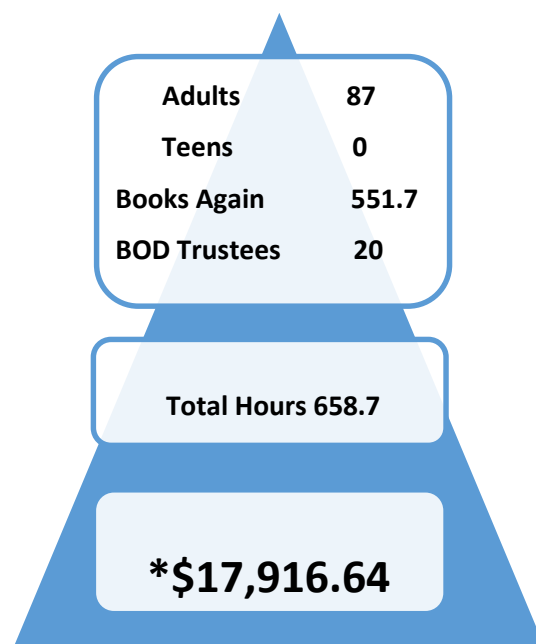 Adults 87
Teens 0
Books Again 551.7
BOD Trustees 20
Total Hours 658.7
*$17,916.64